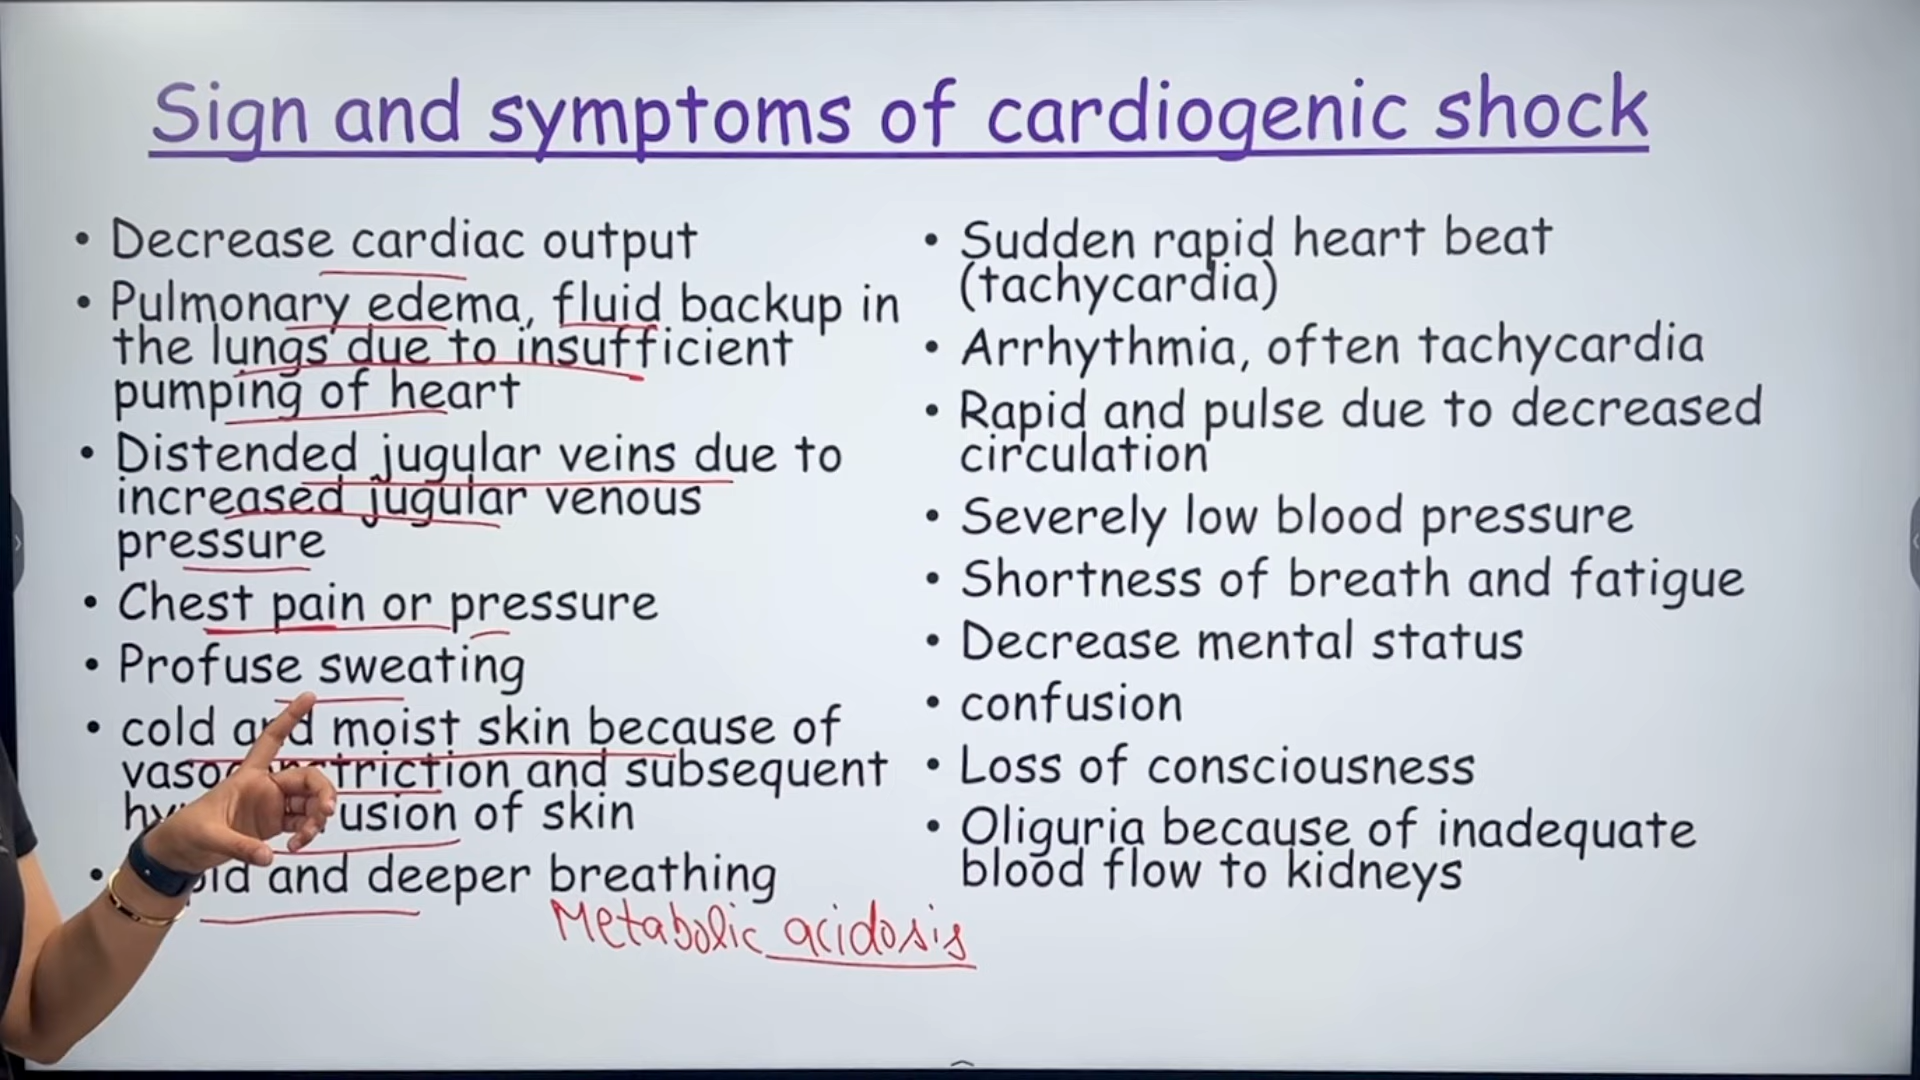 Sign and symptoms of cardiogenic shock
• Decrease cardiac output
• Pulmonary edema, fluid backup in
the lungs due to insufficient
pumping of heart
• Distended jugular veins due to
increased jugular venous
pressure
• Chest pain or pressure
• Profuse sweating
• cold and moist skin because of
and subsequent
of skin
• and deeper breathing
Metabolic acidosis
• Sudden rapid heart beat
(tachycardia)
• Arrhythmia, often tachycardia
• Rapid and pulse due to decreased
circulation
• Severely low blood pressure
• Shortness of breath and fatigue
• Decrease mental status
• confusion
• Loss of consciousness
• Oliguria because of inadequate
blood flow to kidneys